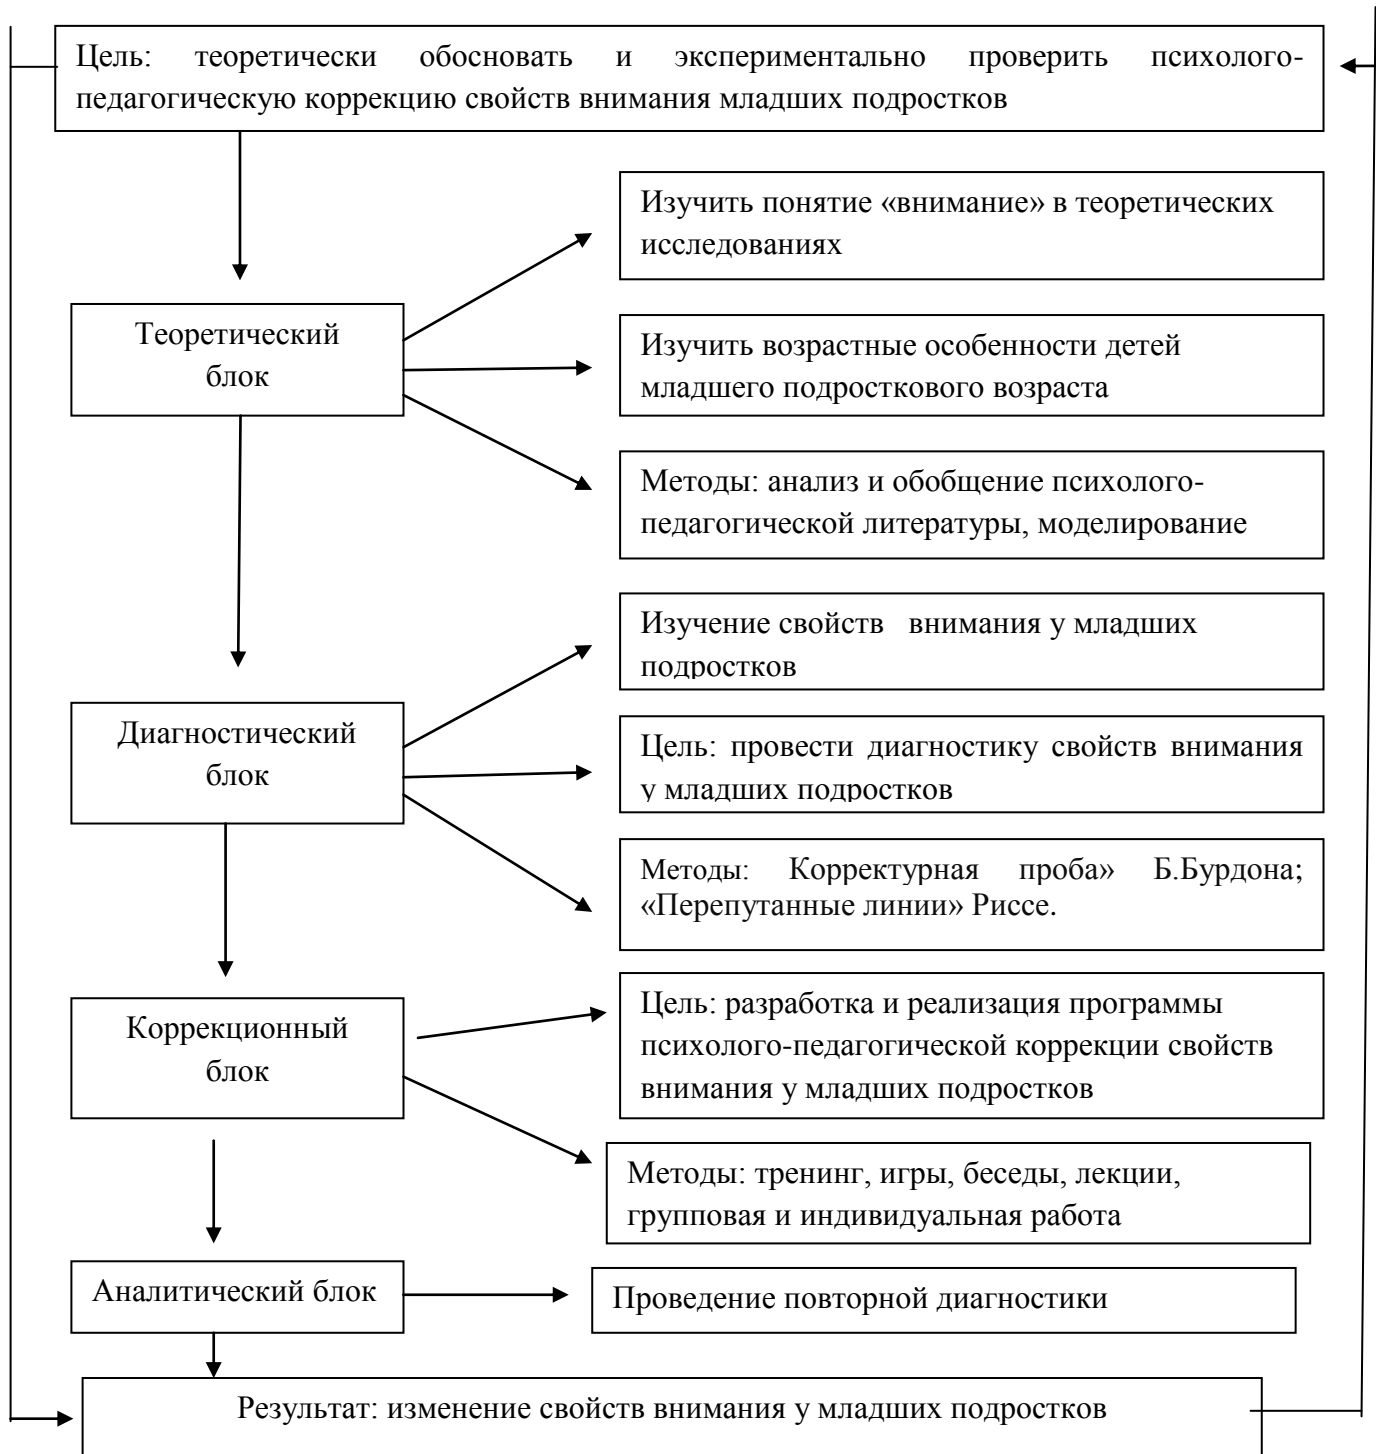 Цель: теоретически обосновать и экспериментально проверить психолого-
педагогическую коррекцию свойств внимания младших подростков
Изучить понятие «внимание» в теоретических
исследованиях
Теоретический
блок
Изучить возрастные особенности детей
младшего подросткового возраста
Методы: анализ и обобщение психолого-
педагогической литературы, моделирование
Изучение свойств внимания у младших
подростков
Диагностический
блок
Цель: провести диагностику свойств внимания
у младших подростков
Методы: Корректурная проба» Б.Бурдона;
«Перепутанные линии» Риссе.
Коррекционный
блок
Цель: разработка и реализация программы
психолого-педагогической коррекции свойств
внимания у младших подростков
Методы: тренинг, игры, беседы, лекции,
групповая и индивидуальная работа
Аналитический блок
Проведение повторной диагностики
Результат: изменение свойств внимания у младших подростков